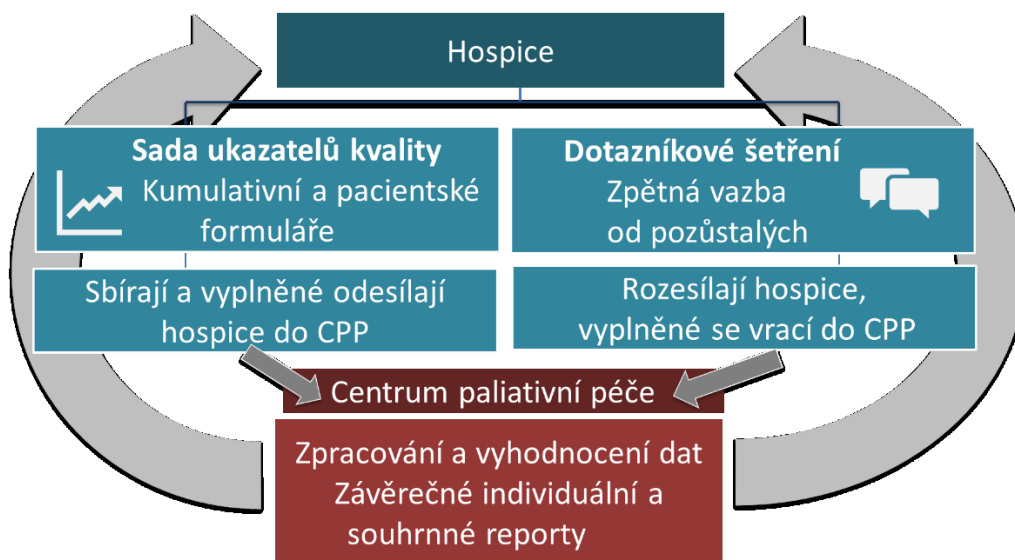 Hospice
Sada ukazatelů kvality
Kumulativní a pacientské
formuláře
Sbírají a vyplněné odesílají
hospice do CPP
Dotazníkové šetření
Zpětná vazba
od pozůstalých
Rozesílají hospice,
vyplněné se vrací do CPP
Centrum paliativní péče
Zpracování a vyhodnocení dat
Závěrečné individuální a
souhrnné reporty